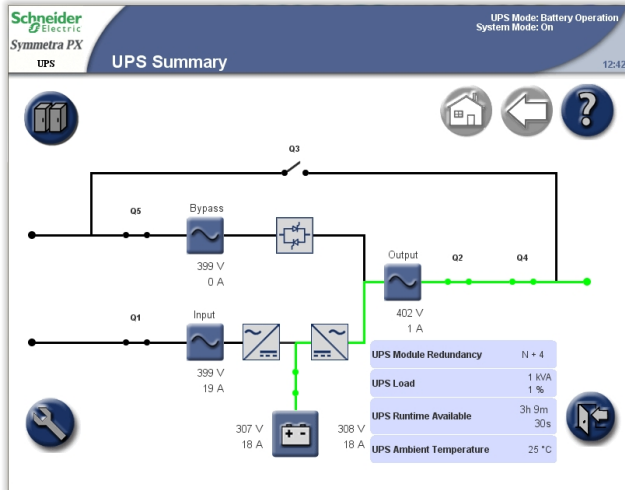 Schneider
Electric
Symmetra PX
UPS
UPS Summary
UPS Mode: Battery Operation
System Mode: On
12:42
?
Q3
Q5
Bypass
399 V
0 A
Output
402 V
1 A
Q2
Q4
Q1
Input
399 V
19 A
307 V
18 A
308 V
18 A
UPS Module Redundancy N + 4
UPS Load 1 kVA
1 %
UPS Runtime Available 3h 9m
30s
UPS Ambient Temperature 25 °C